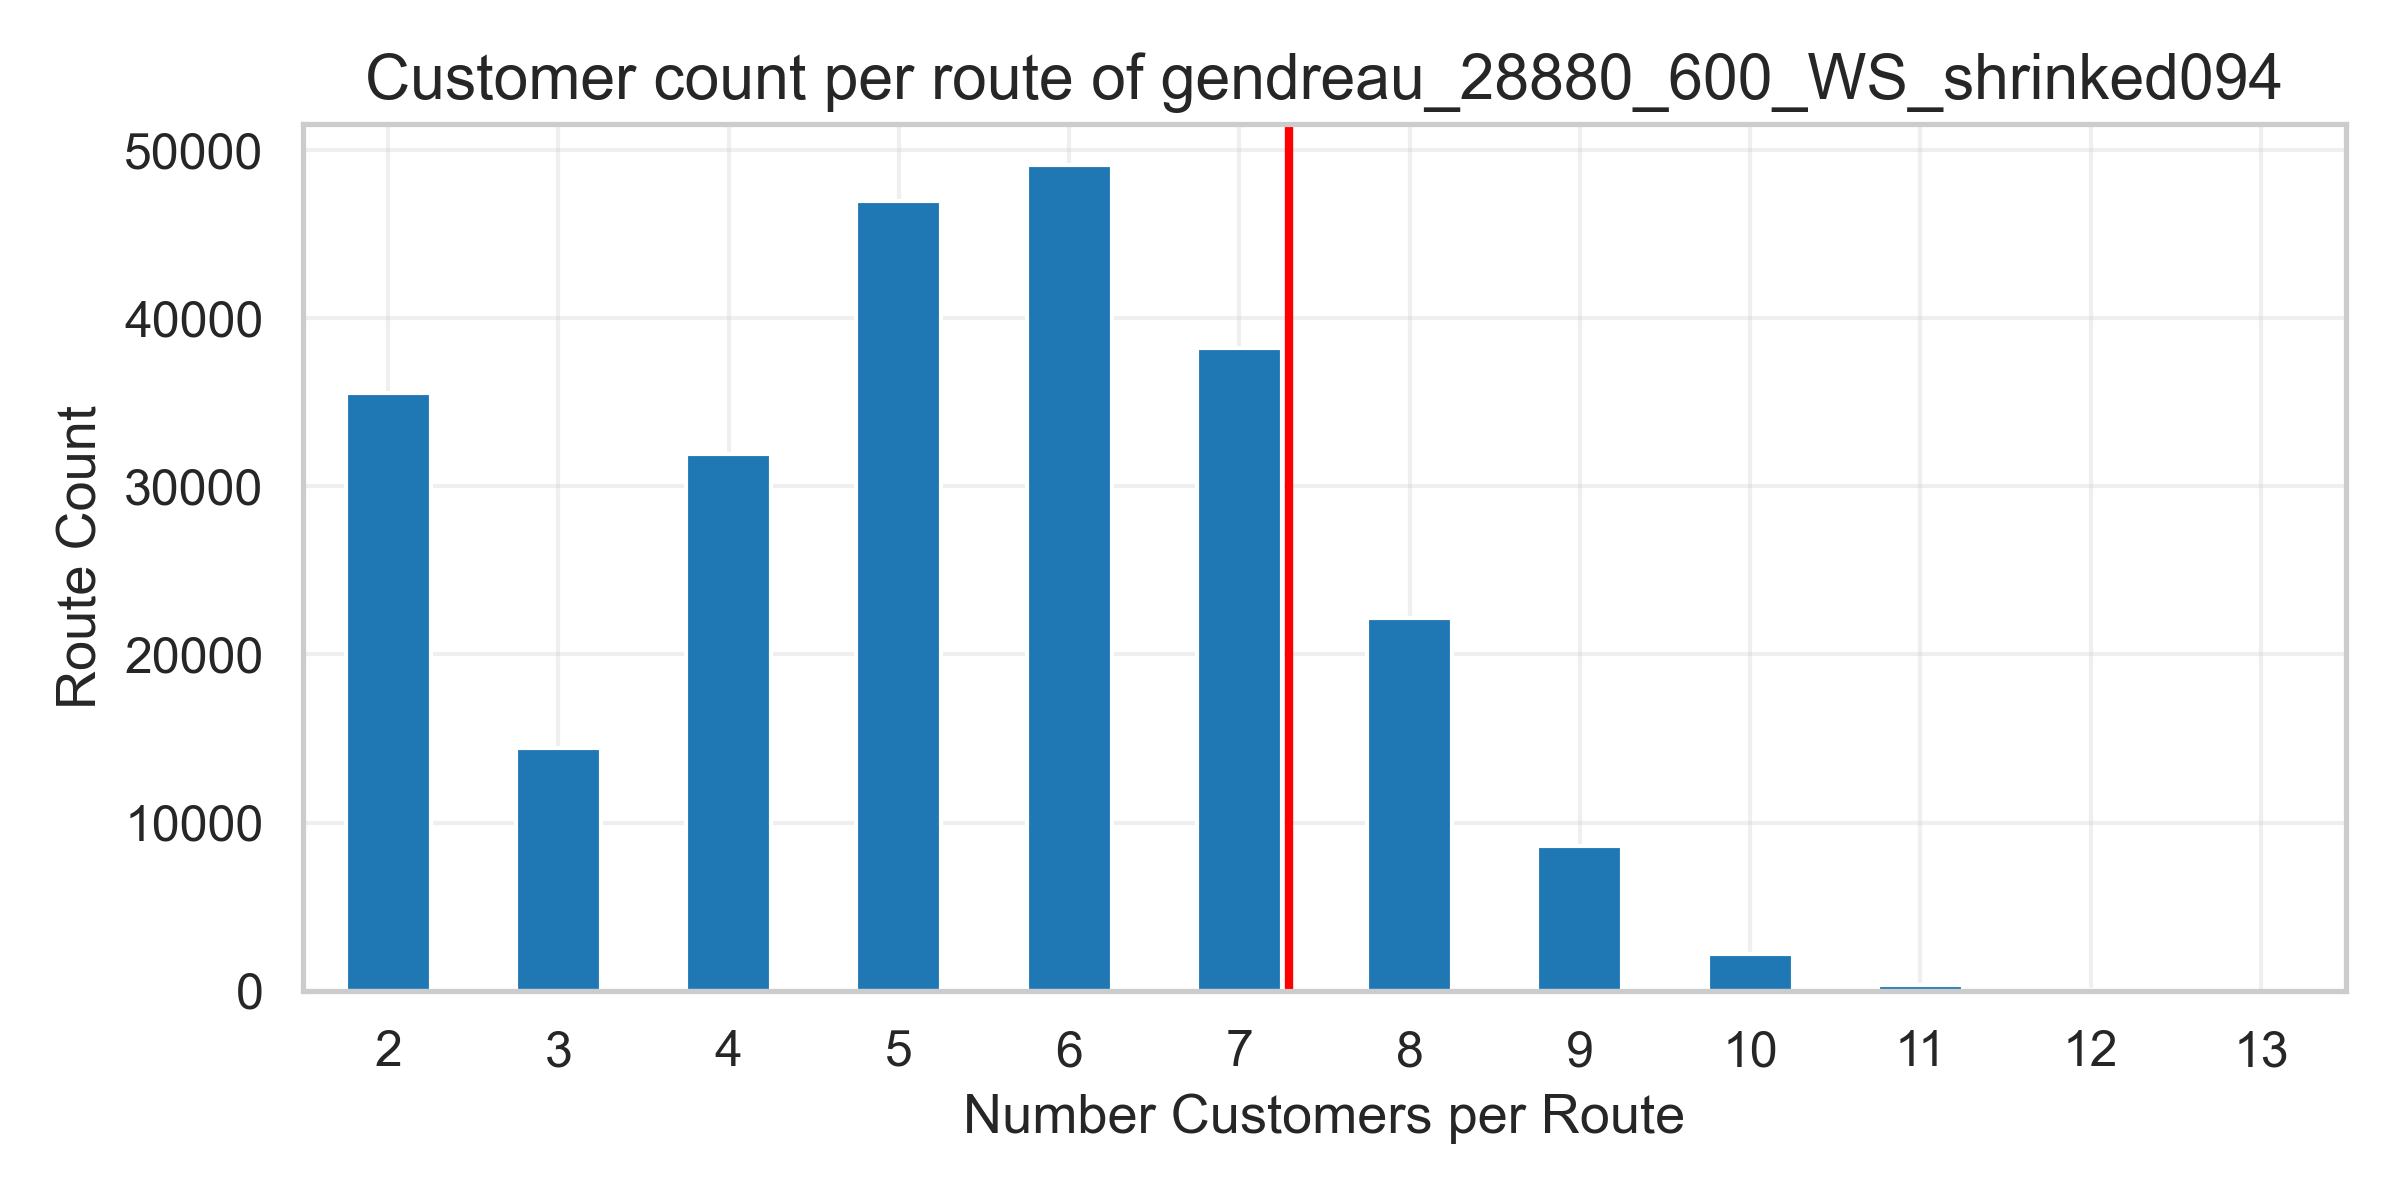 Customer count per route of gendreau_28880_600_WS_shrinked094
50000
40000
30000
20000
10000
0
Route Count
2 3 4 5 6 7 8 9 10 11 12 13
Number Customers per Route